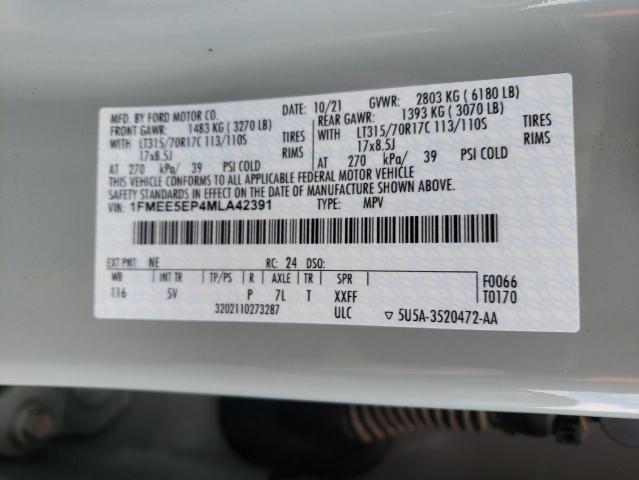 MFD. BY FORD MOTOR CO. DATE: 10/21 GVWR: 2803 KG ( 6180 LB)
FRONT GAWR: 1483 KG ( 3270 LB) REAR GAWR: 1393 KG ( 3070 LB)
WITH LT315/70R17C 113/110S TIRES WITH LT315/70R17C 113/110S TIRES
17x8.5J RIMS 17x8.5J RIMS
AT 270 kPa/ 39 PSI COLD AT 270 kPa/ 39 PSI COLD
THIS VEHICLE CONFORMS TO ALL APPLICABLE FEDERAL MOTOR VEHICLE
SAFETY STANDARDS IN EFFECT ON THE DATE OF MANUFACTURE SHOWN ABOVE.
VIN: 1FMEE5EP4MLA42391 TYPE: MPV
EXT PNT: NE RC: 24 DSO:
WB INT TR TP/PS R AXLE TR SPR F0066
T16 5V P 7L T XXFF T0170
3202110273287 ULC ▽ 5U5A-3520472-AA